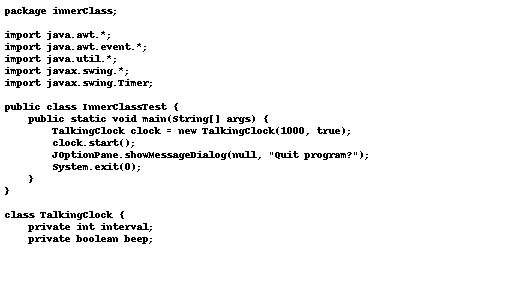 package innerClass;

import java.awt.*;
import java.awt.event.*;
import java.util.*;
import javax.swing.*;
import javax.swing.Timer;

public class InnerClassTest {
    public static void main(String[] args) {
        TalkingClock clock = new TalkingClock(1000, true);
        clock.start();
        JOptionPane.showMessageDialog(null, "Quit program?");
        System.exit(0);
    }
}

class TalkingClock {
    private int interval;
    private boolean beep;